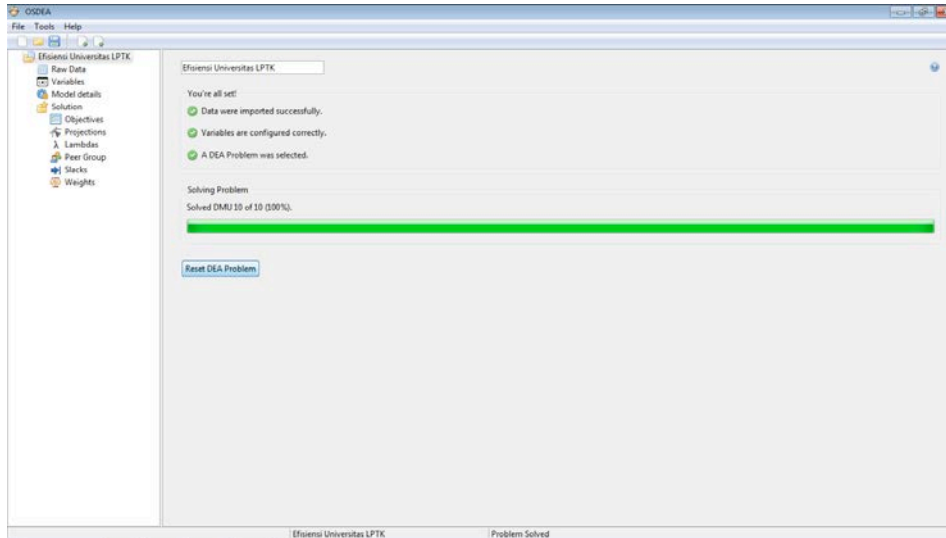 OSDEA
File Tools Help
Efisiensi Universitas LPTK
Raw Data
Variables
Model details
Solution
Objectives
Projections
λ Lambdas
Peer Group
Slacks
Weights
Efisiensi Universitas LPTK
You're all set!
Data were imported successfully.
Variables are configured correctly.
A DEA Problem was selected.
Solving Problem
Solved DMU 10 of 10 (100%).
Reset DEA Problem
Efisiensi Universitas LPTK Problem Solved